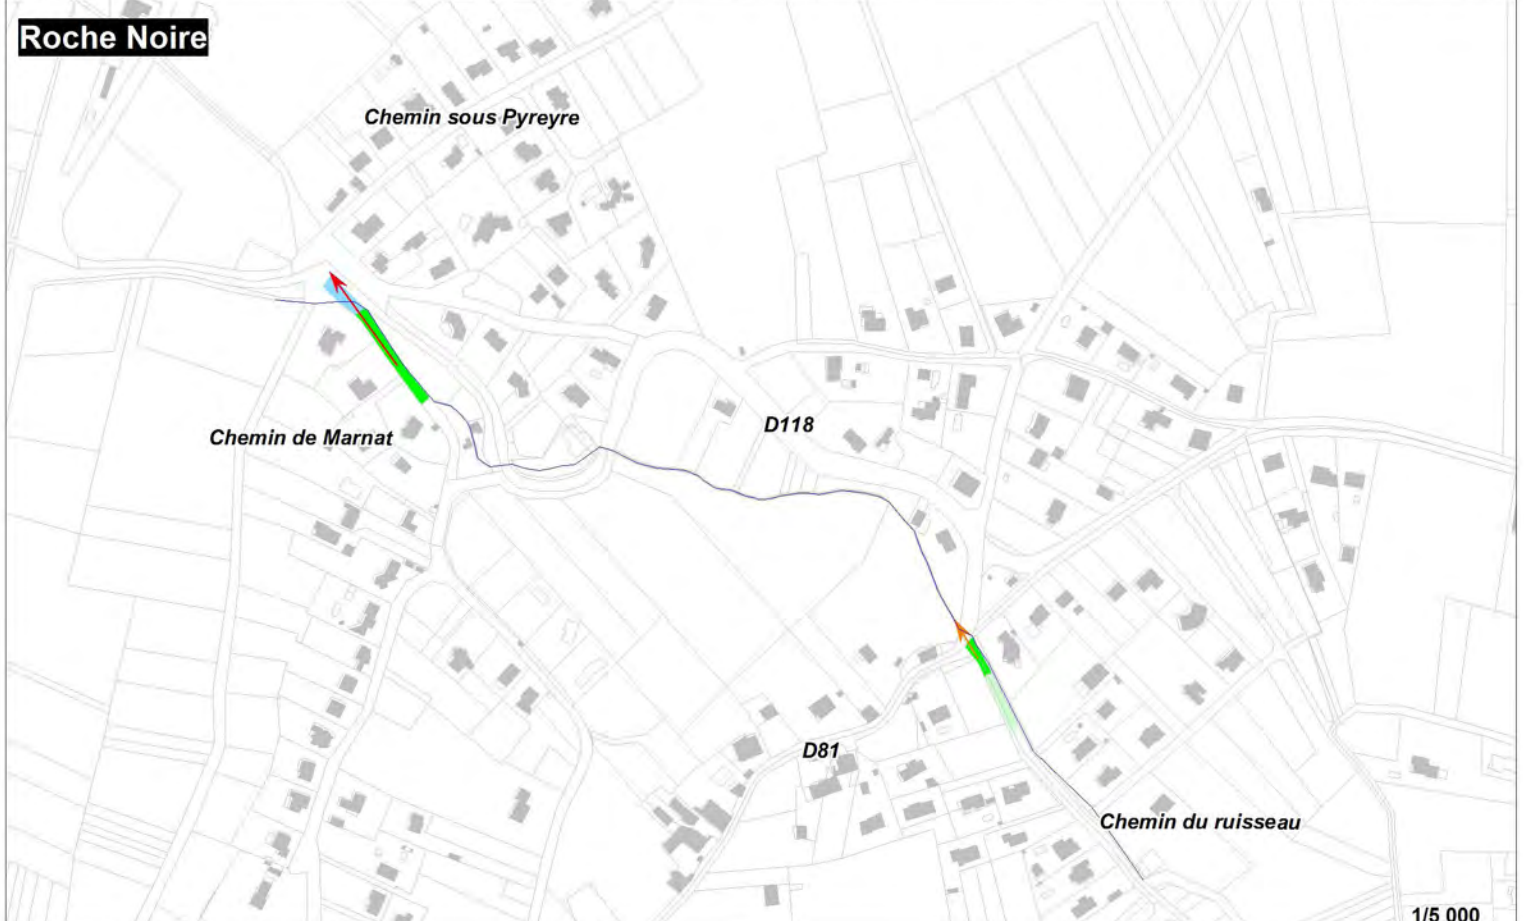 Roche Noire
Chemin sous Pyreyre
Chemin de Marnat
D118
D81
Chemin du ruisseau
1/5 000